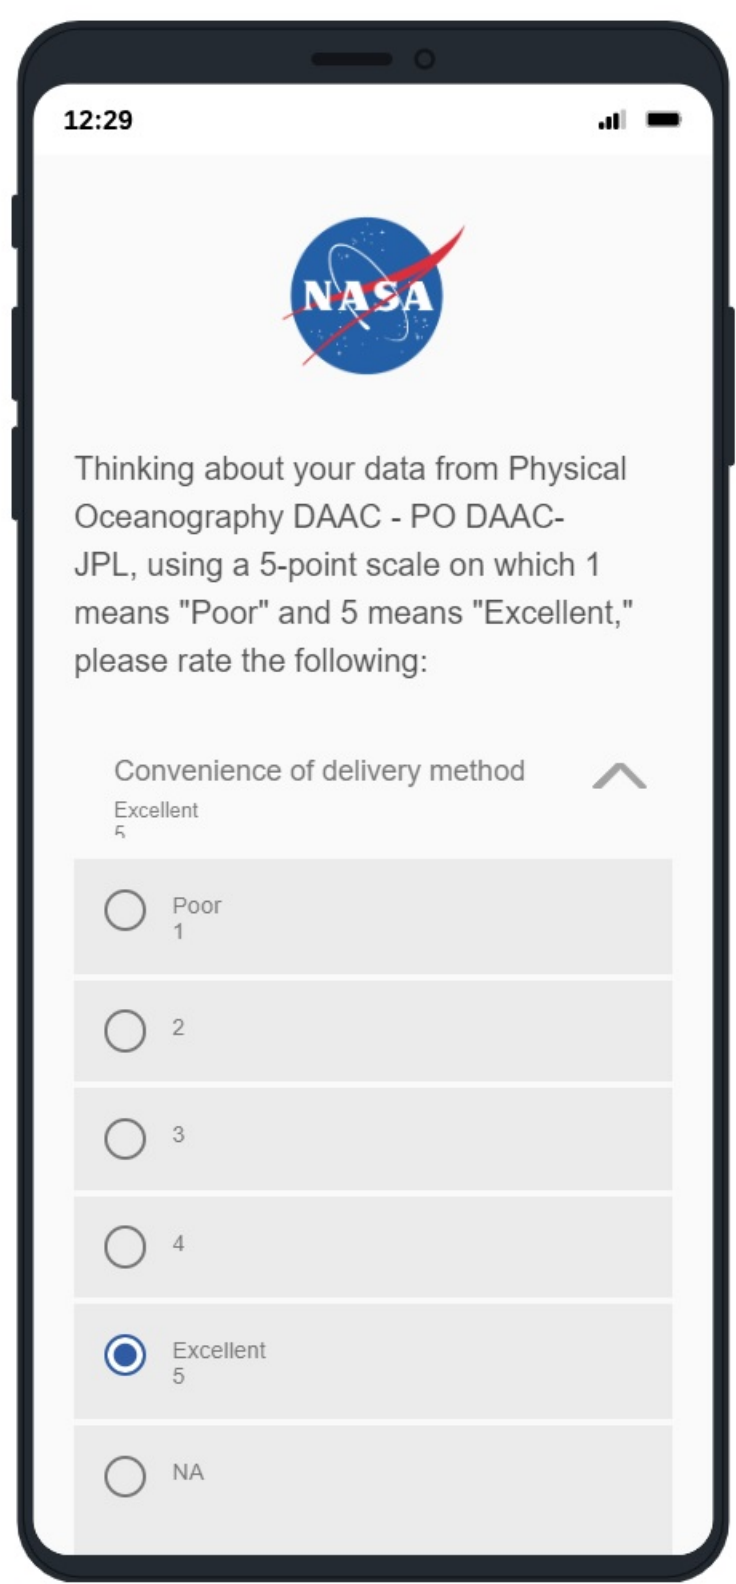 12:29
NASA
Thinking about your data from Physical
Oceanography DAAC - PO DAAC-
JPL, using a 5-point scale on which 1
means "Poor" and 5 means "Excellent,"
please rate the following:
Convenience of delivery method
Excellent
5
Poor
1
2
3
4
Excellent
5
NA